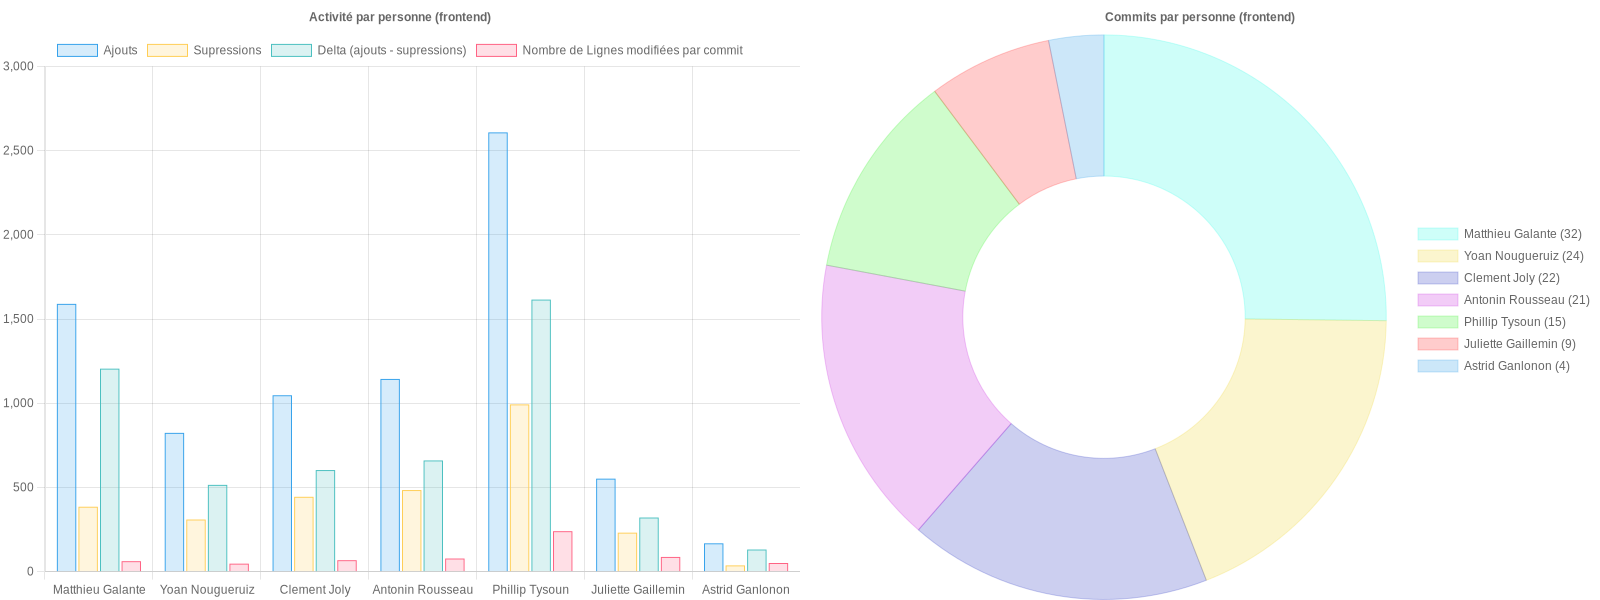 Activité par personne (frontend)
Ajouts
Supressions
Delta (ajouts - supressions)
Nombre de Lignes modifiées par commit
3,000
2,500
2,000
1,500
1,000
500
0
Matthieu Galante
Yoan Nougueruiz
Clement Joly
Antonin Rousseau
Phillip Tysoun
Juliette Gaillemin
Astrid Ganlonon
Commits par personne (frontend)
Matthieu Galante (32)
Yoan Nougueruiz (24)
Clement Joly (22)
Antonin Rousseau (21)
Phillip Tysoun (15)
Juliette Gaillemin (9)
Astrid Ganlonon (4)